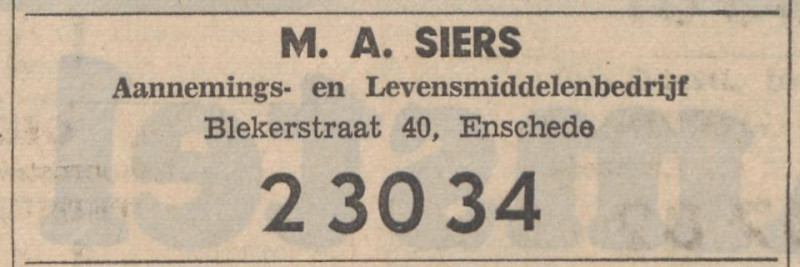 M. A. SIERS
Aannemings- en Levensmiddelenbedrijf
Blekerstraat 40, Enschede
2 30 34